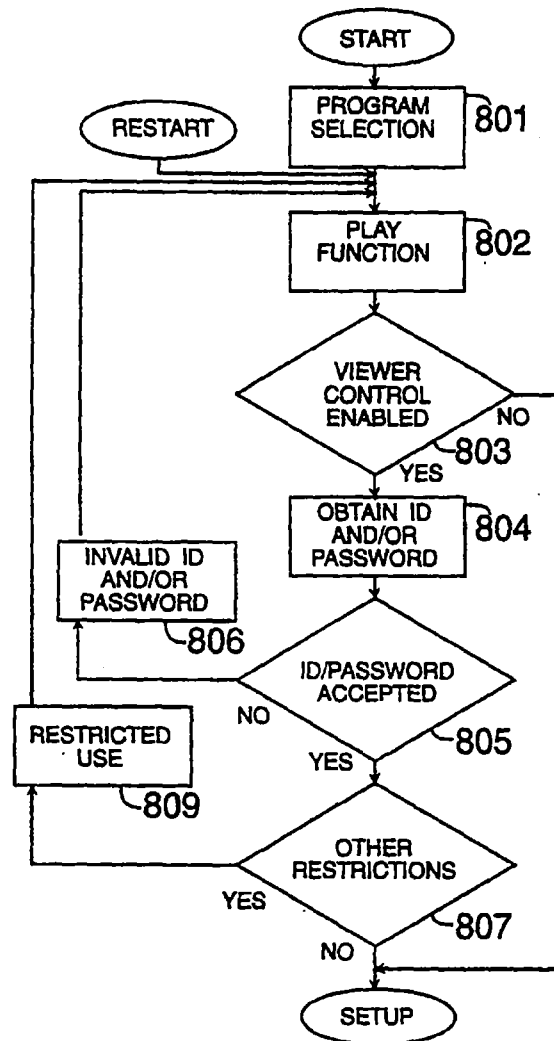 START
PROGRAM
SELECTION
801
RESTART
PLAY
FUNCTION
802
VIEWER
CONTROL
ENABLED
NO
803
YES
OBTAIN ID
AND/OR
PASSWORD
804
INVALID ID
AND/OR
PASSWORD
806
ID/PASSWORD
ACCEPTED
NO
805
YES
RESTRICTED
USE
809
OTHER
RESTRICTIONS
YES
807
NO
SETUP